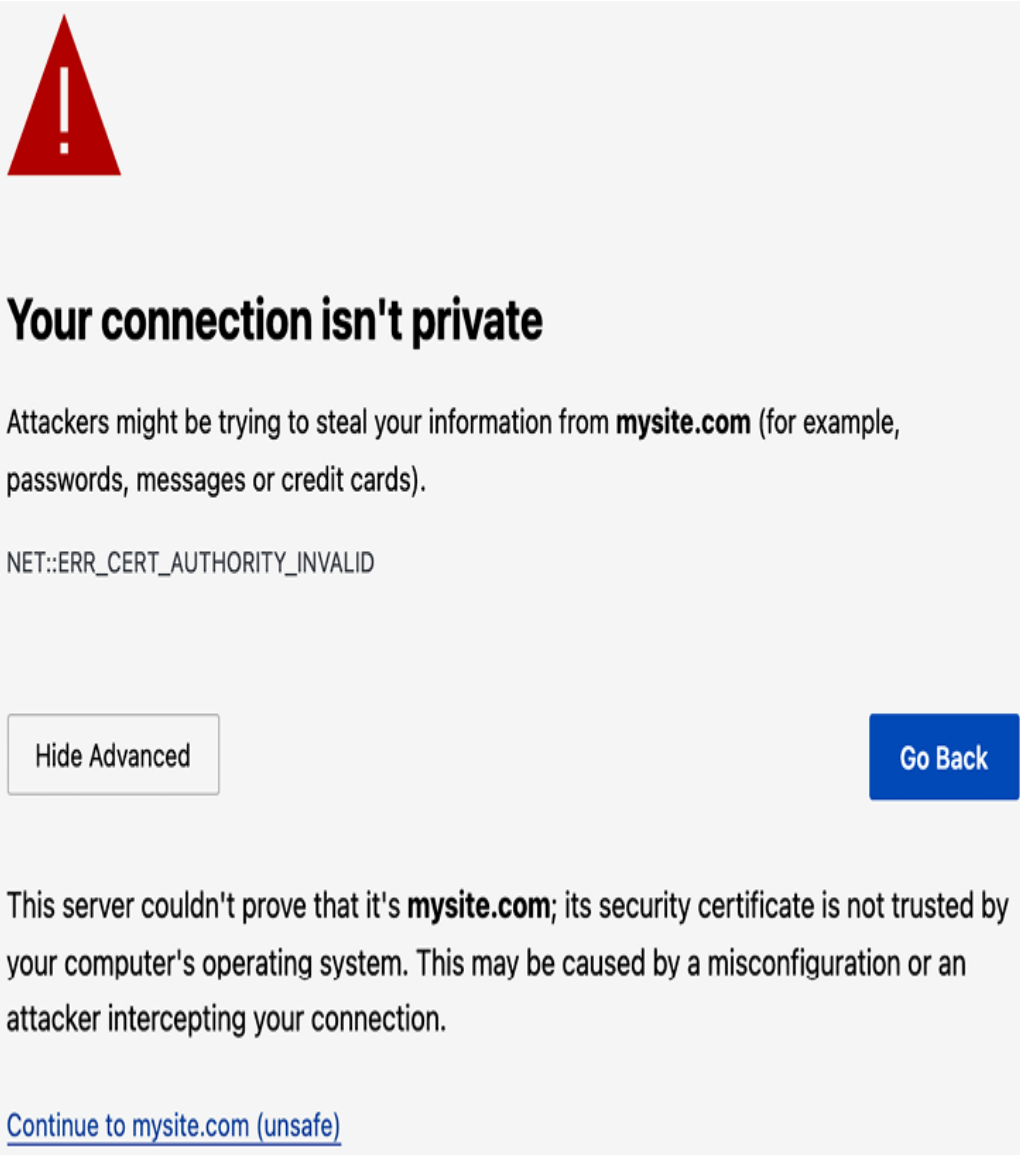 !
Your connection isn't private
Attackers might be trying to steal your information from mysite.com (for example,
passwords, messages or credit cards).
NET::ERR_CERT_AUTHORITY_INVALID
Hide Advanced
Go Back
This server couldn't prove that it's mysite.com; its security certificate is not trusted by
your computer's operating system. This may be caused by a misconfiguration or an
attacker intercepting your connection.
Continue to mysite.com (unsafe)